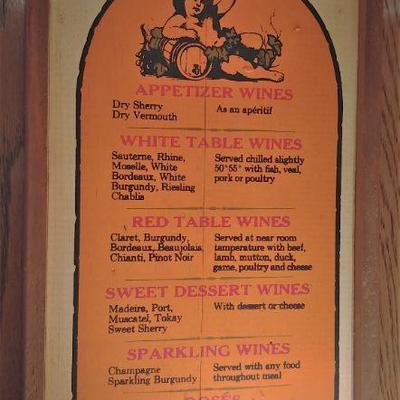 APPETIZER WINES
Dry Sherry
Dry Vermouth
As an apéritif
WHITE TABLE WINES
Sauterne, Rhine,
Moselle, White
Bordeaux, White
Burgundy, Riesling
Chablis
Served chilled slightly
50°55° with fish, veal,
pork or poultry
RED TABLE WINES
Claret, Burgundy,
Bordeaux, Beaujolais,
Chianti, Pinot Noir
Served at near room
temperature with beef,
lamb, mutton, duck,
game, poultry and cheese
SWEET DESSERT WINES
Madeira, Port,
Muscatel, Tokay
Sweet Sherry
With dessert or cheese
SPARKLING WINES
Champagne
Sparkling Burgundy
Served with any food
throughout meal
ROSÉS